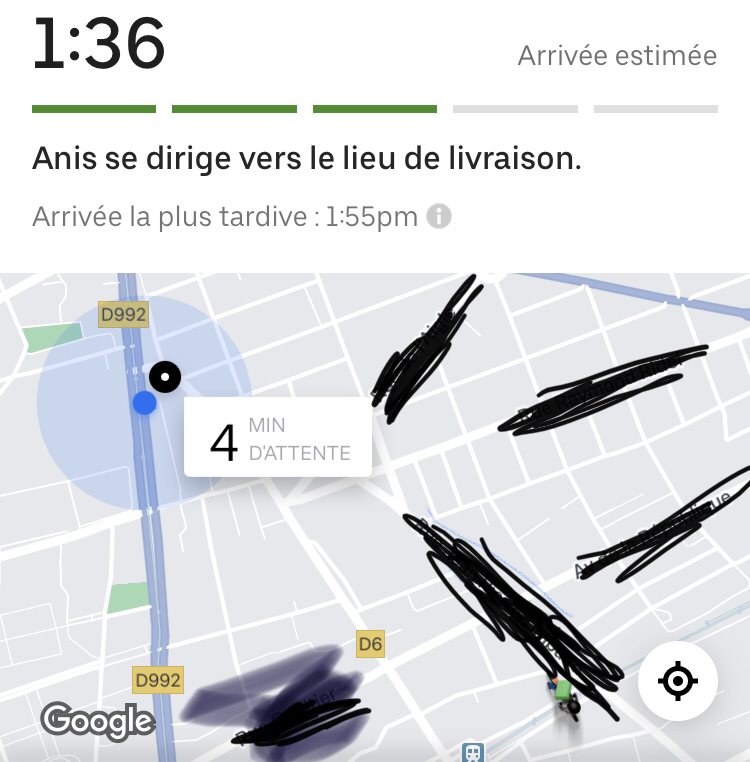 1:36
Arrivée estimée
Anis se dirige vers le lieu de livraison.
Arrivée la plus tardive : 1:55pm
D992
4 MIN
D'ATTENTE
D6
D992
Google